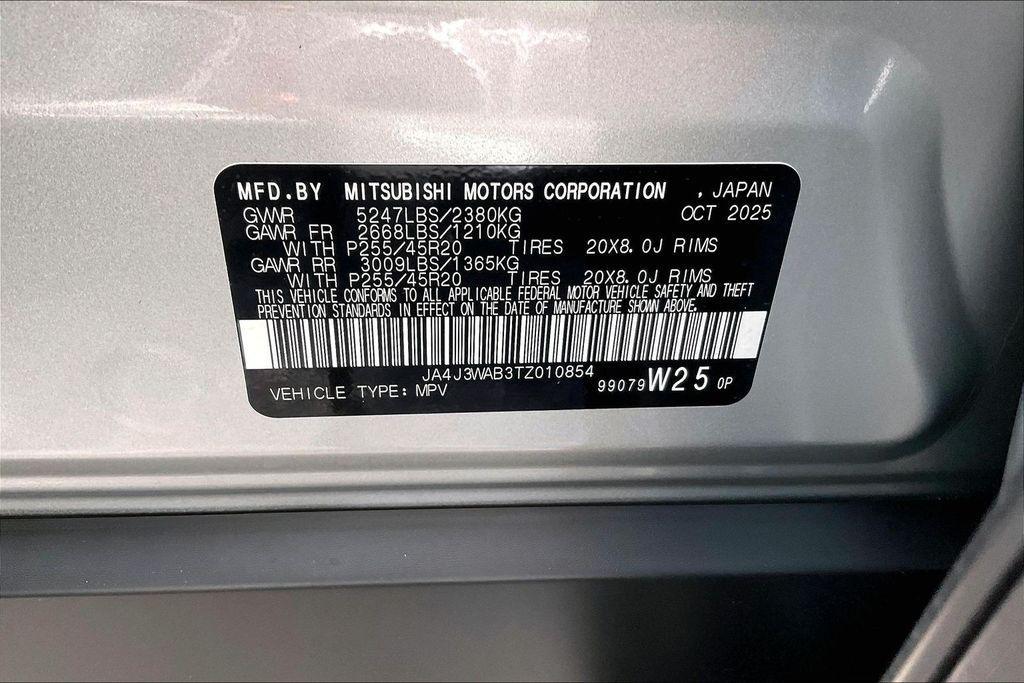 MFD.BY MITSUBISHI MOTORS CORPORATION , JAPAN
GVWR 5247LBS/2380KG OCT 2025
GAWR FR 2668LBS/1210KG
WITH P255/45R20 TIRES 20X8.0J RIMS
GAWR RR 3009LBS/1365KG
WITH P255/45R20 TIRES 20X8.0J RIMS
THIS VEHICLE CONFORMS TO ALL APPLICABLE FEDERAL MOTOR VEHICLE SAFETY AND THEFT
PREVENTION STANDARDS IN EFFECT ON THE DATE OF MANUFACTURE SHOWN ABOVE.
JA4J3WAB3TZ010854
VEHICLE TYPE: MPV 99079 W25 0P